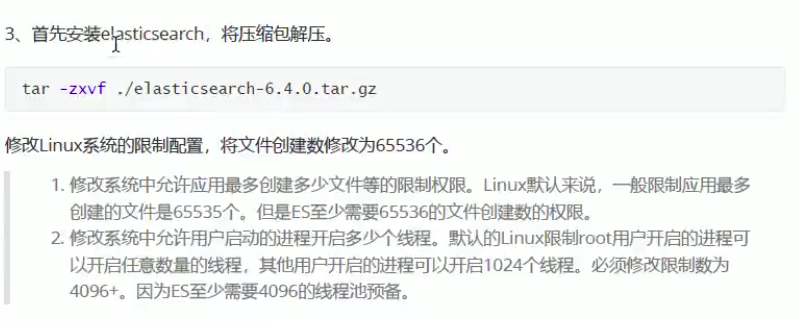 3、首先安装elasticsearch，将压缩包解压。
tar -zxvf ./elasticsearch-6.4.0.tar.gz
修改Linux系统的限制配置，将文件创建数修改为65536个。
1. 修改系统中允许应用最多创建多少文件等的限制权限。Linux默认来说，一般限制应用最多
创建的文件是65535个。但是ES至少需要65536的文件创建数的权限。
2. 修改系统中允许用户启动的进程开启多少个线程。默认的Linux限制root用户开启的进程可
以开启任意数量的线程，其他用户开启的进程可以开启1024个线程。必须修改限制数为
4096+。因为ES至少需要4096的线程池预备。